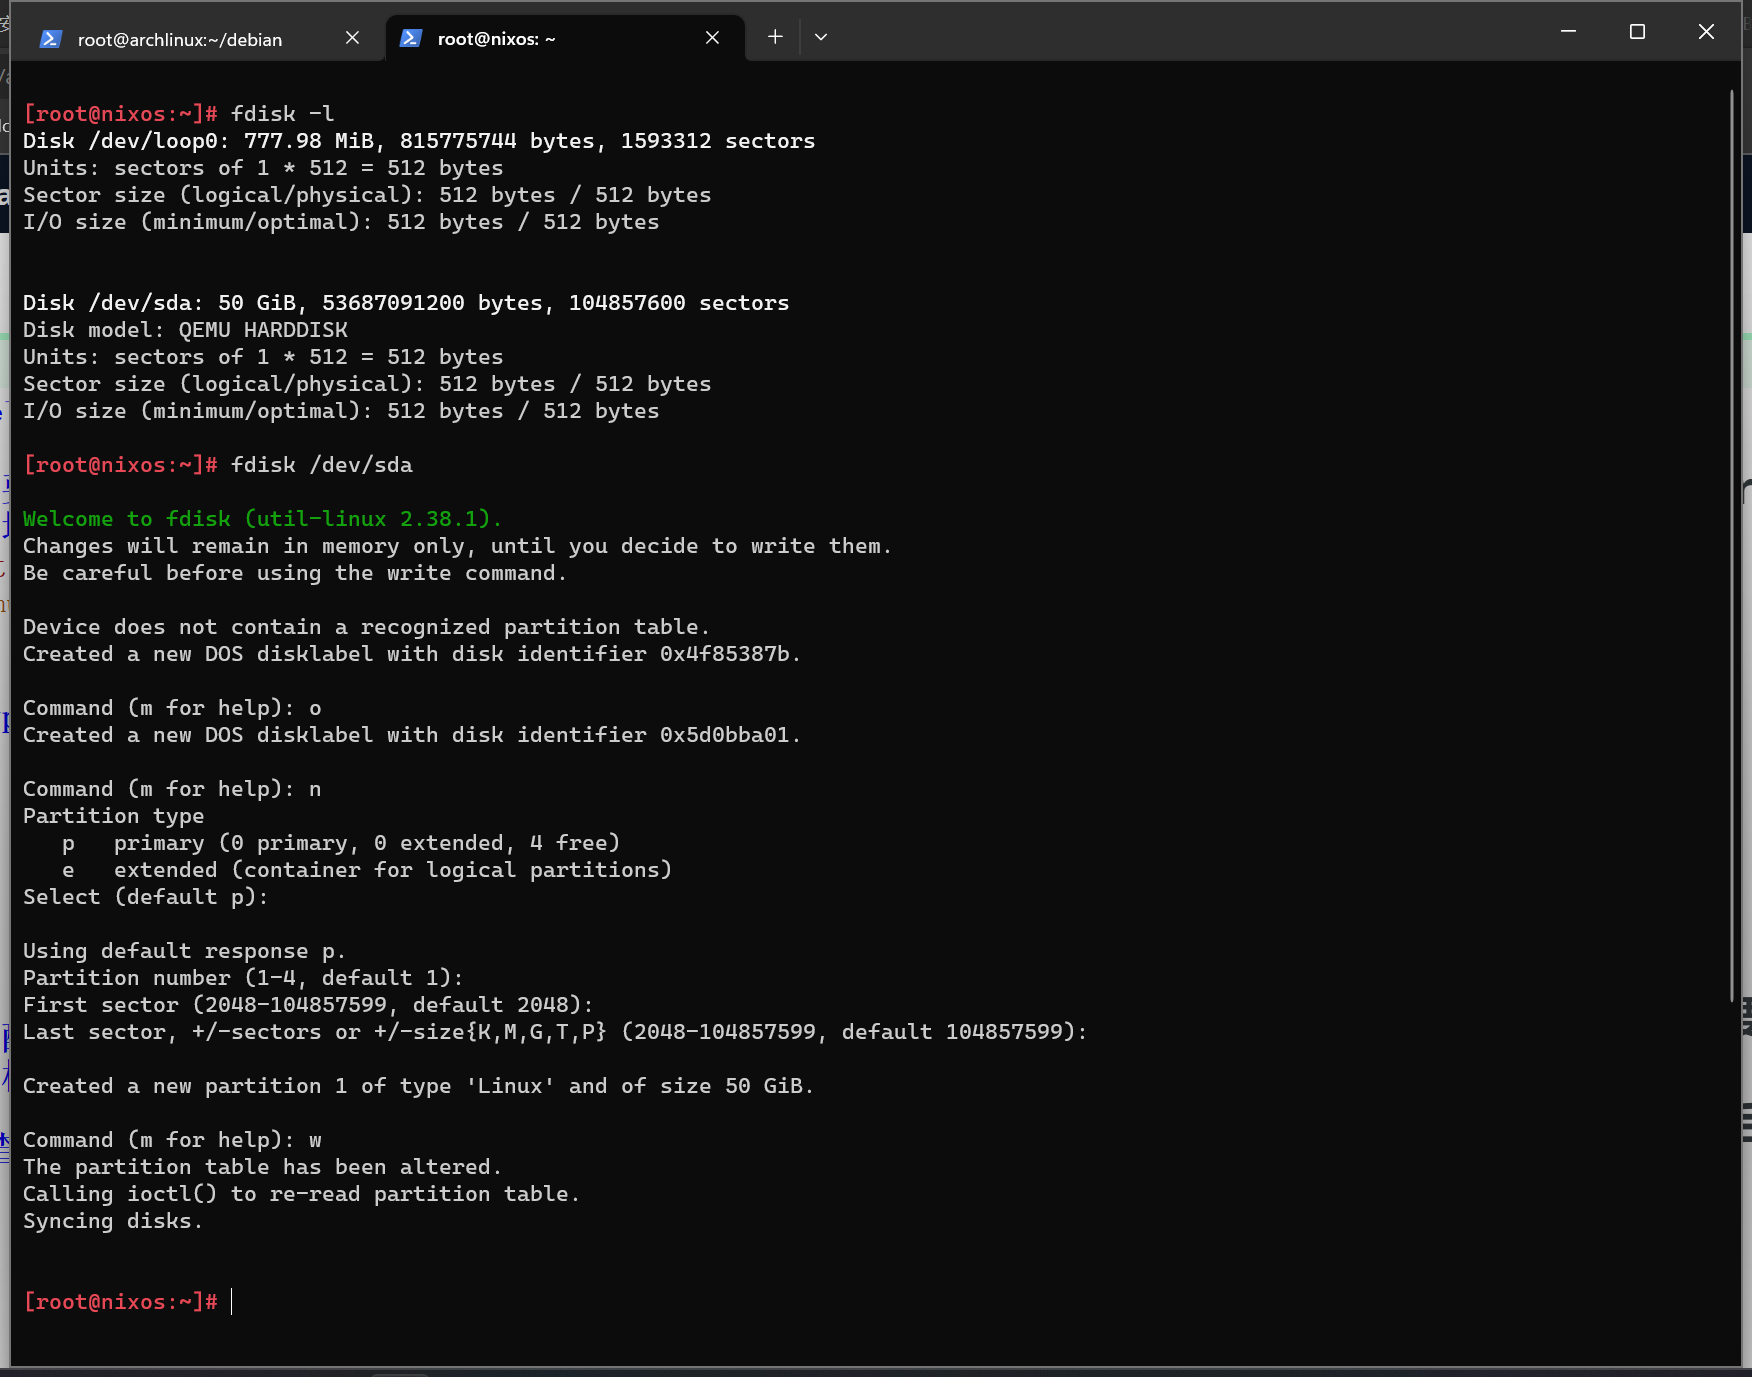 root@archlinux:~/debian
root@nixos: ~
[root@nixos:~]# fdisk -l
Disk /dev/loop0: 777.98 MiB, 815775744 bytes, 1593312 sectors
Units: sectors of 1 * 512 = 512 bytes
Sector size (logical/physical): 512 bytes / 512 bytes
I/O size (minimum/optimal): 512 bytes / 512 bytes
Disk /dev/sda: 50 GiB, 53687091200 bytes, 104857600 sectors
Disk model: QEMU HARDDISK
Units: sectors of 1 * 512 = 512 bytes
Sector size (logical/physical): 512 bytes / 512 bytes
I/O size (minimum/optimal): 512 bytes / 512 bytes
[root@nixos:~]# fdisk /dev/sda
Welcome to fdisk (util-linux 2.38.1).
Changes will remain in memory only, until you decide to write them.
Be careful before using the write command.
Device does not contain a recognized partition table.
Created a new DOS disklabel with disk identifier 0x4f85387b.
Command (m for help): o
Created a new DOS disklabel with disk identifier 0x5d0bba01.
Command (m for help): n
Partition type
p   primary (0 primary, 0 extended, 4 free)
e   extended (container for logical partitions)
Select (default p):
Using default response p.
Partition number (1-4, default 1):
First sector (2048-104857599, default 2048):
Last sector, +/-sectors or +/-size{K,M,G,T,P} (2048-104857599, default 104857599):
Created a new partition 1 of type 'Linux' and of size 50 GiB.
Command (m for help): w
The partition table has been altered.
Calling ioctl() to re-read partition table.
Syncing disks.
[root@nixos:~]#